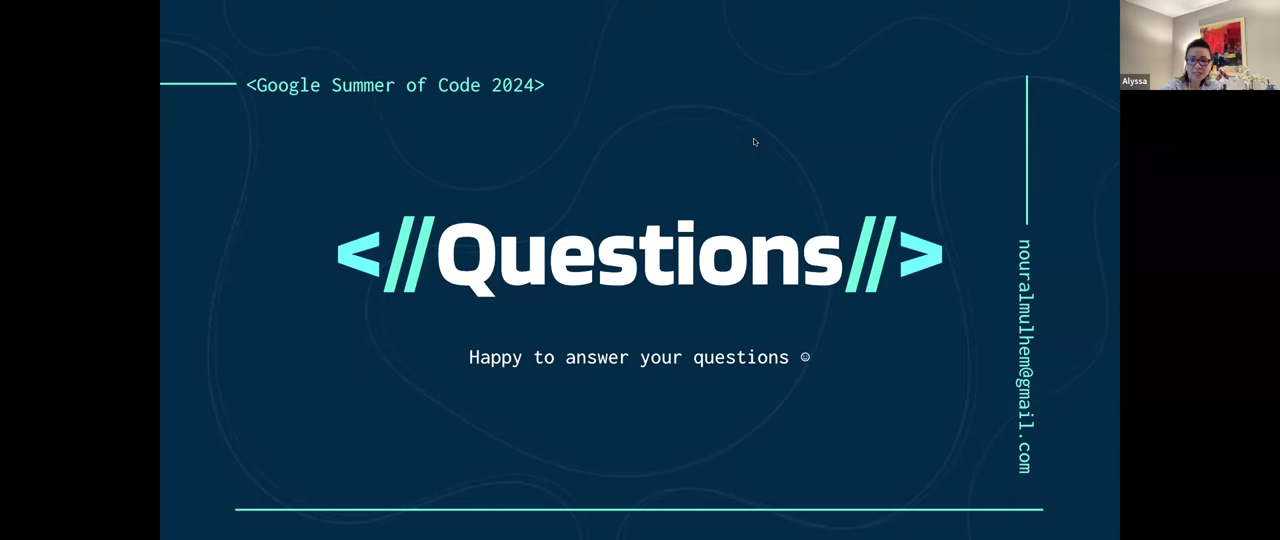 <Google Summer of Code 2024>
Alyssa
<//Questions//>
Happy to answer your questions ☺
nouralmulhem@gmail.com